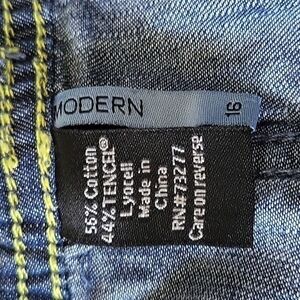 MODERN
16
56% Cotton
44% TENCEL®
Lyocell
Made in
China
RN#73277
Care on reverse